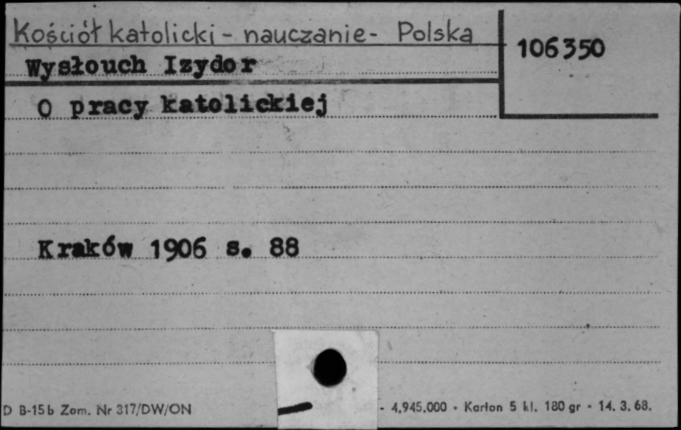 Kościół katolicki - nauczanie - Polska
106350
Wysłouch Izydor
O pracy katolickiej
Kraków 1906 s. 88
D B-15b Zam. Nr 317/DW/ON - 4.945.000 - Karton 5 kl. 180 gr - 14. 3. 68.